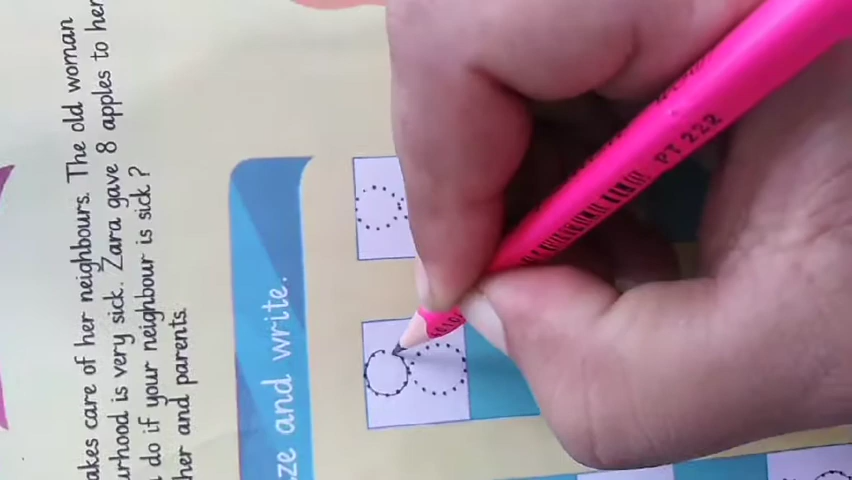 akes care of her neighbours. The old woman
urhood is very sick. Zara gave 8 apples to her
do if your neighbour is sick?
her and parents.
ze and write.
8
PT 222